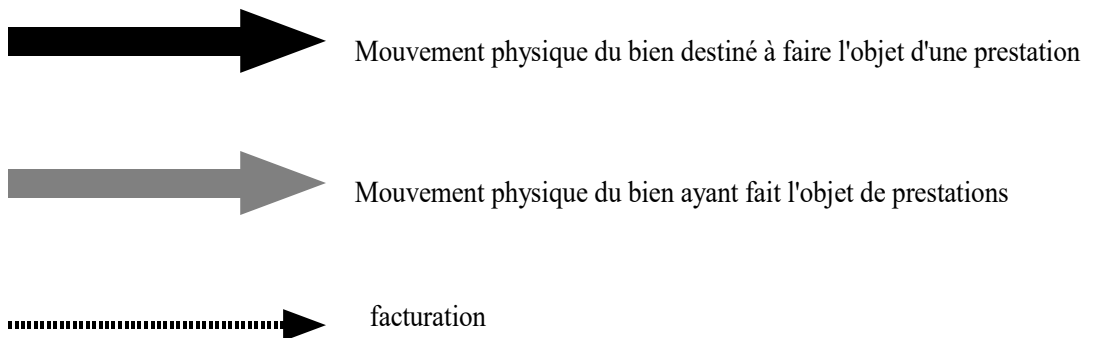 Mouvement physique du bien destiné à faire l'objet d'une prestation
Mouvement physique du bien ayant fait l'objet de prestations
facturation